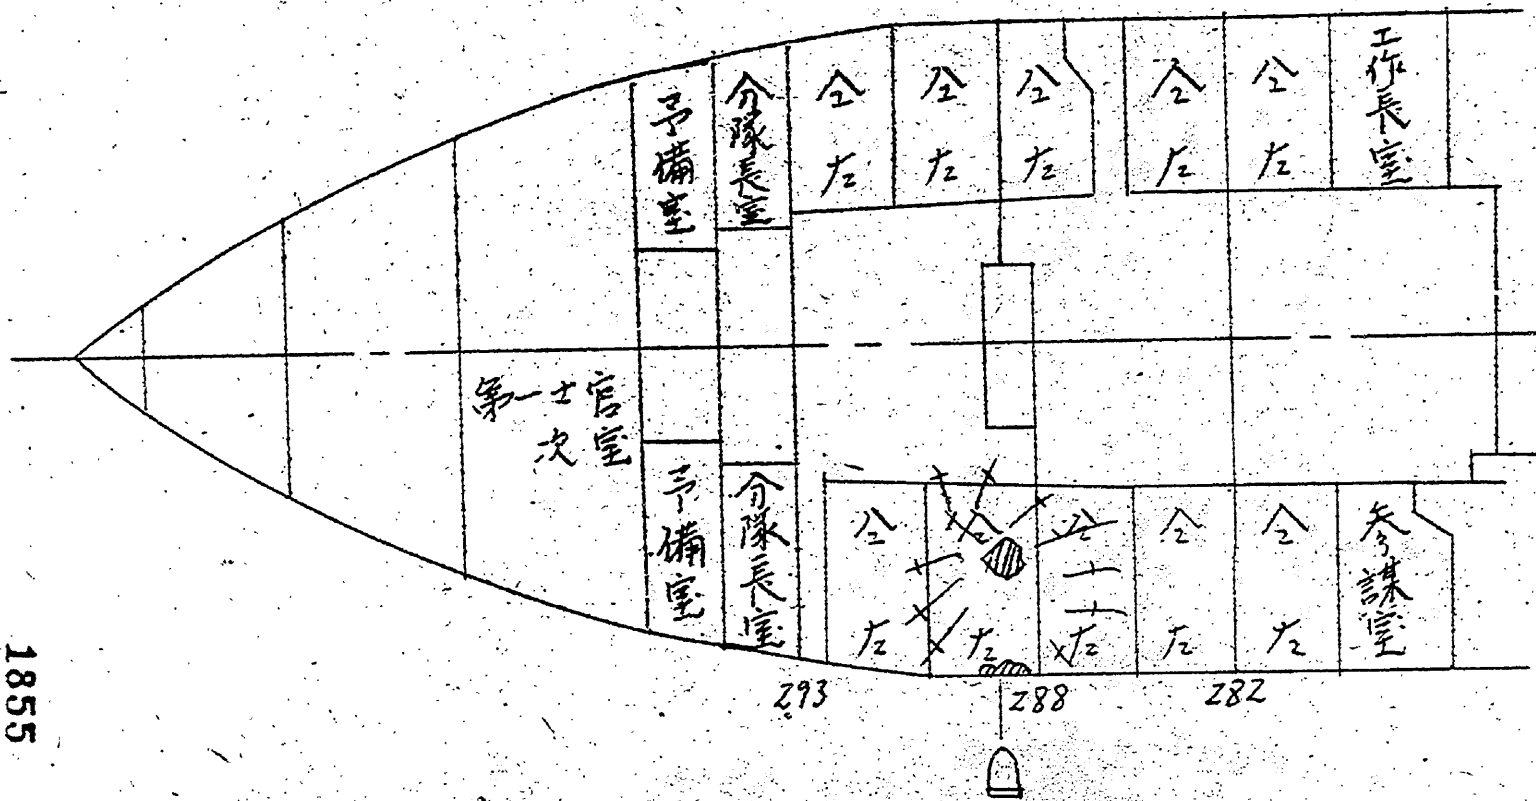 予備室
分隊長室
仝左
仝左
仝左
仝左
仝左
工作長室
第一士官
次室
予備室
分隊長室
仝左
仝左
仝左
仝左
仝左
参謀室
293
288
282
1855